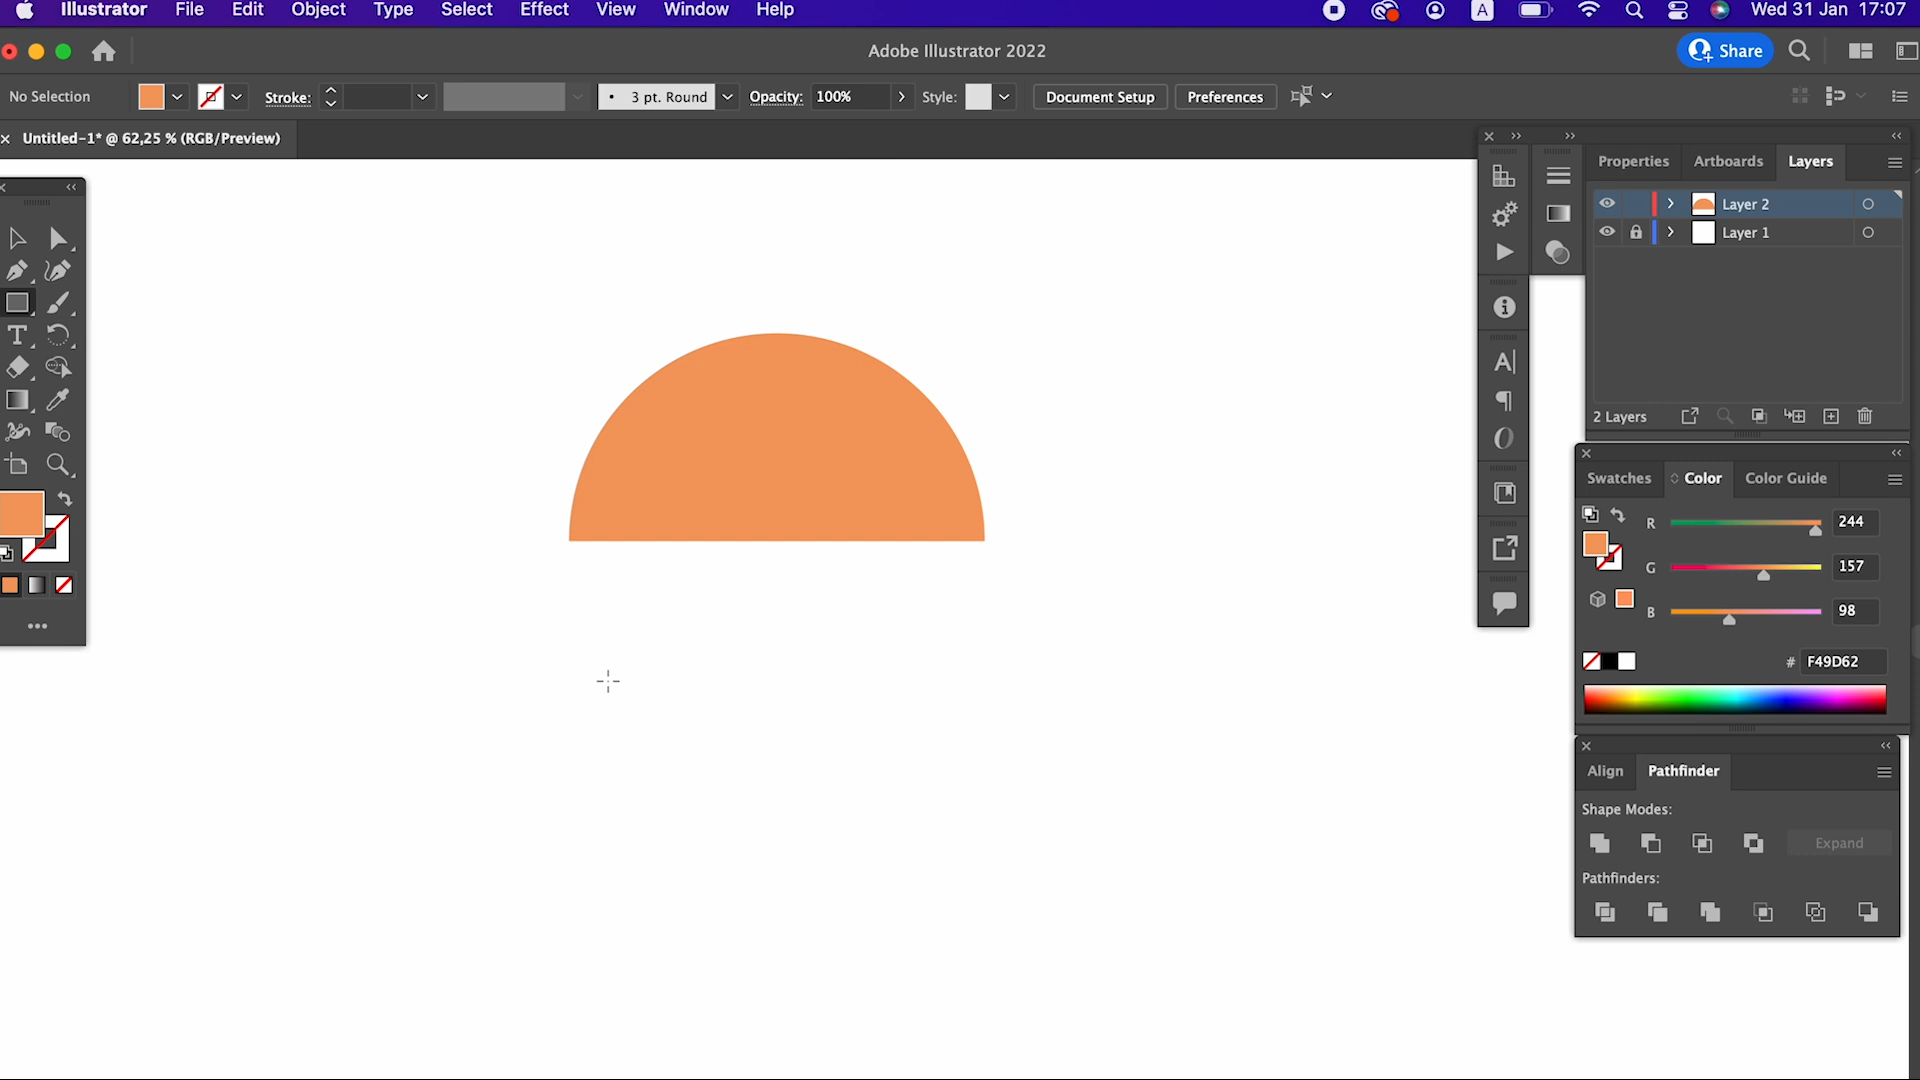 Illustrator File Edit Object Type Select Effect View Window Help A Wed 31 Jan 17:07
Adobe Illustrator 2022
Share
No Selection Stroke: 3 pt. Round Opacity: 100% Style: Document Setup Preferences
Untitled-1* @ 62,25 % (RGB/Preview)
Properties Artboards Layers
Layer 2
Layer 1
2 Layers
Swatches Color Color Guide
R 244
G 157
B 98
# F49D62
Align Pathfinder
Shape Modes:
Expand
Pathfinders: